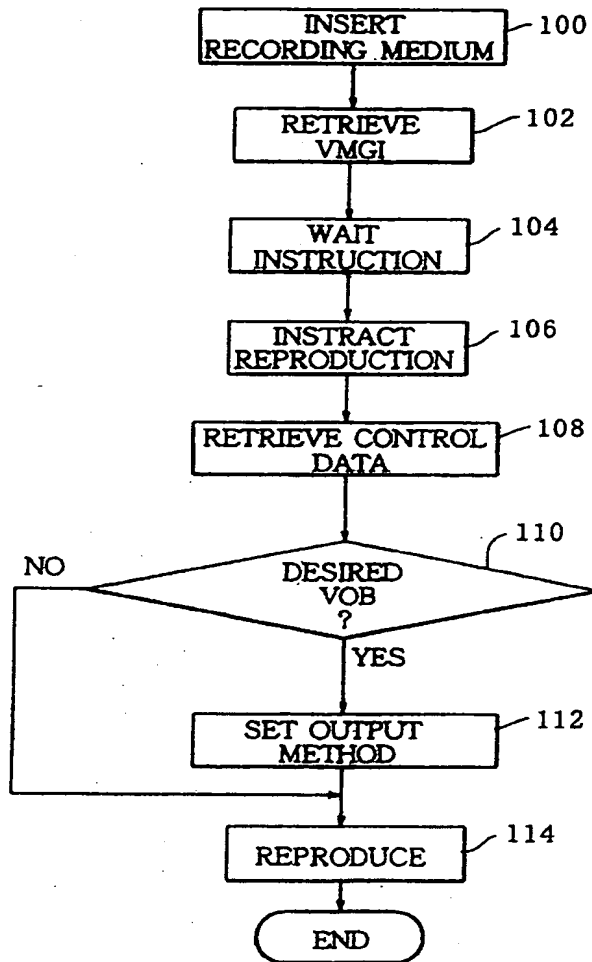 INSERT
RECORDING MEDIUM
100
RETRIEVE
VMGI
102
WAIT
INSTRUCTION
104
INSTRACT
REPRODUCTION
106
RETRIEVE CONTROL
DATA
108
110
NO
DESIRED
VOB
?
YES
SET OUTPUT
METHOD
112
REPRODUCE
114
END